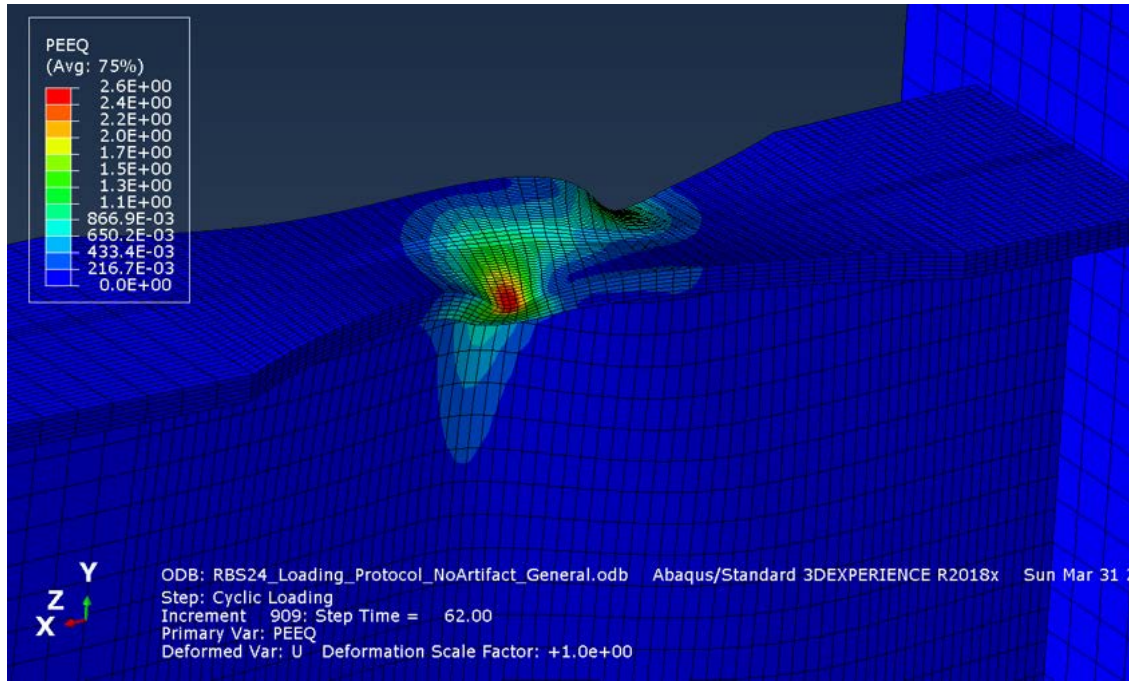 PEEQ
(Avg: 75%)
2.6E+00
2.4E+00
2.2E+00
2.0E+00
1.7E+00
1.5E+00
1.3E+00
1.1E+00
866.9E-03
650.2E-03
433.4E-03
216.7E-03
0.0E+00
Y
Z
X
ODB: RBS24_Loading_Protocol_NoArtifact_General.odb Abaqus/Standard 3DEXPERIENCE R2018x Sun Mar 31
Step: Cyclic Loading
Increment 909: Step Time = 62.00
Primary Var: PEEQ
Deformed Var: U Deformation Scale Factor: +1.0e+00